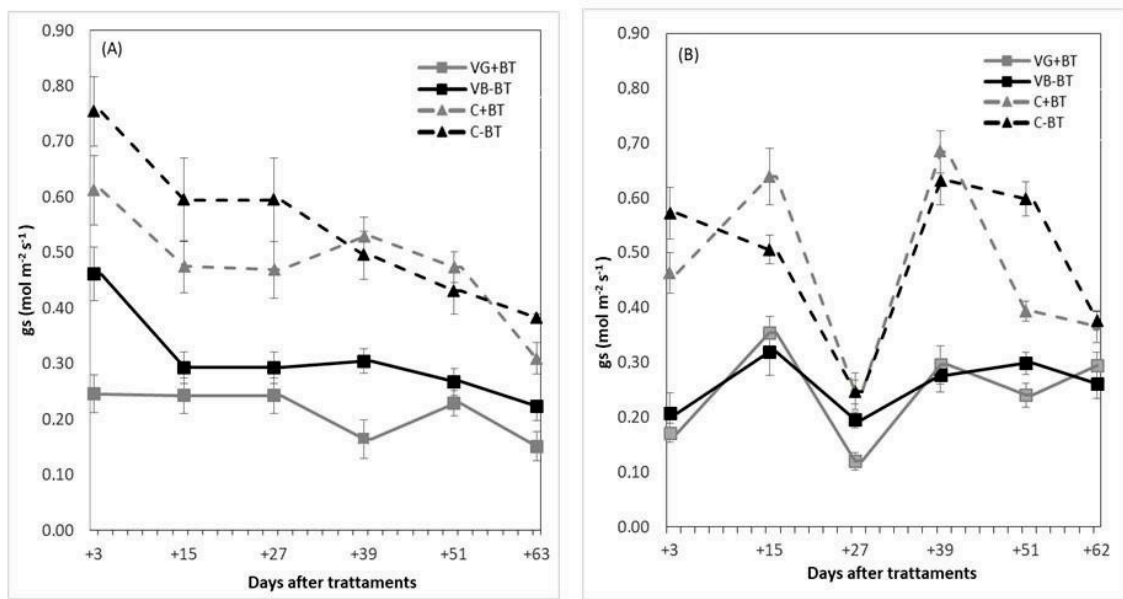 (A)
VG+BT
VB-BT
C+BT
C-BT
0.90
0.80
0.70
0.60
0.50
0.40
0.30
0.20
0.10
0.00
gs (mol m⁻² s⁻¹)
+3 +15 +27 +39 +51 +63
Days after trattaments
(B)
VG+BT
VB-BT
C+BT
C-BT
0.90
0.80
0,70
0.60
0.50
0.40
0.30
0.20
0.10
0.00
gs (mol m⁻² s⁻¹)
+3 +15 +27 +39 +51 +62
Days after trattaments